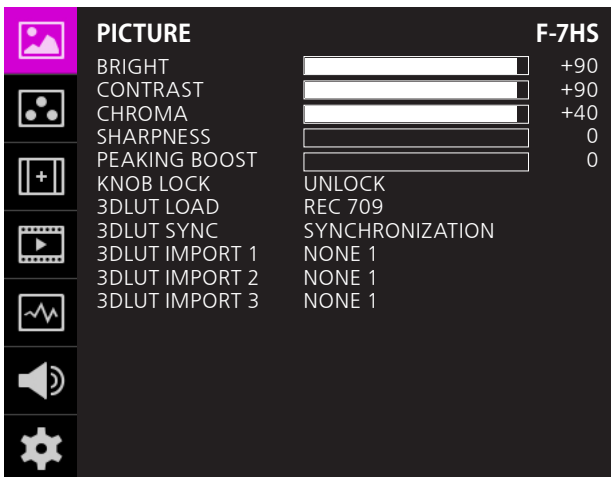 PICTURE F-7HS
BRIGHT +90
CONTRAST +90
CHROMA +40
SHARPNESS 0
PEAKING BOOST 0
KNOB LOCK UNLOCK
3DLUT LOAD REC 709
3DLUT SYNC SYNCHRONIZATION
3DLUT IMPORT 1 NONE 1
3DLUT IMPORT 2 NONE 1
3DLUT IMPORT 3 NONE 1